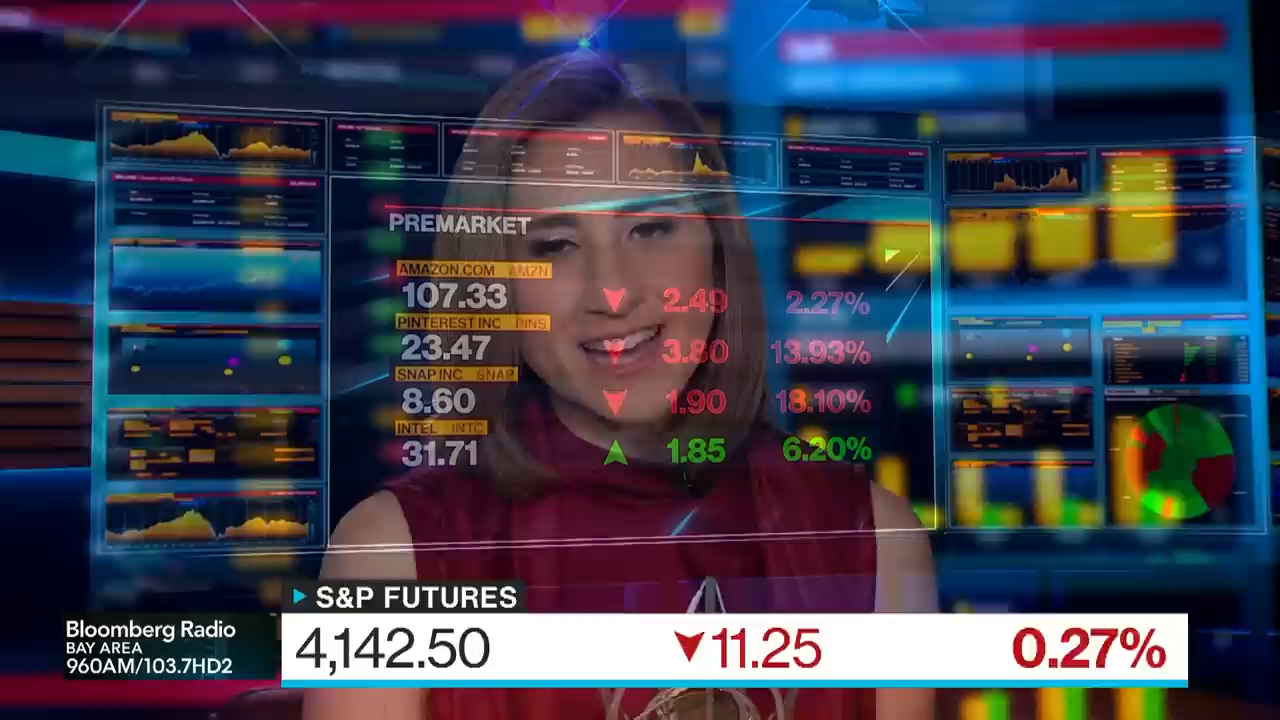 PREMARKET
AMAZON.COM AMZN
107.33 2.49 2.27%
PINTEREST INC PINS
23.47 3.80 13.93%
SNAP INC SNAP
8.60 1.90 18.10%
INTEL INTC
31.71 1.85 6.20%
S&P FUTURES
Bloomberg Radio
BAY AREA
960AM/103.7HD2
4,142.50 11.25 0.27%